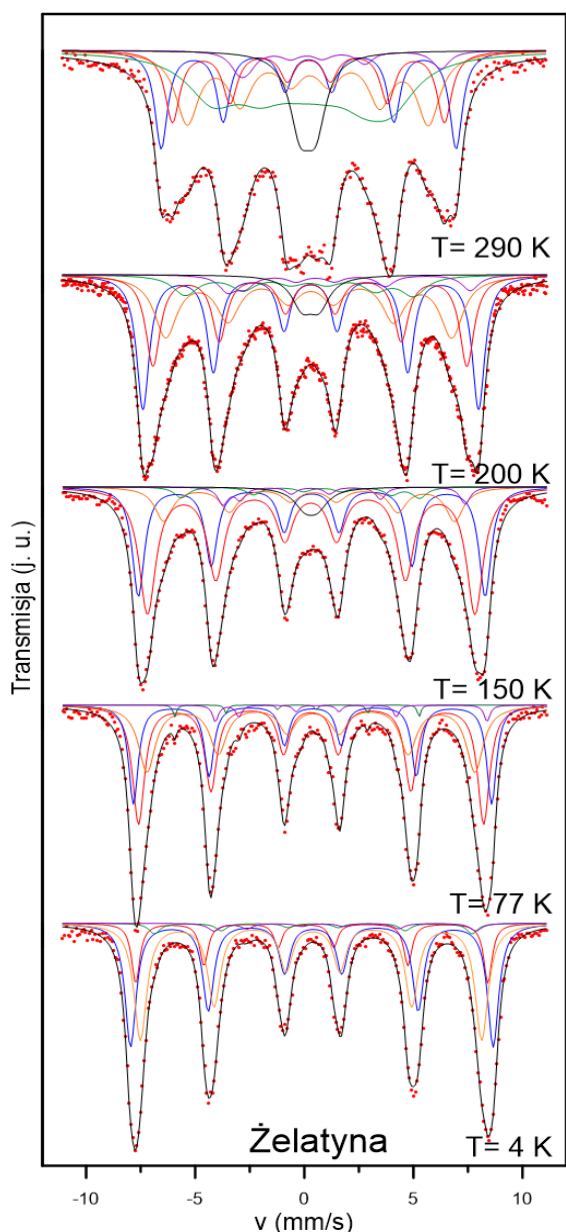 T= 290 K
T= 200 K
T= 150 K
T= 77 K
T= 4 K
Żelatyna
Transmisja (j. u.)
-10 -5 0 5 10
v (mm/s)